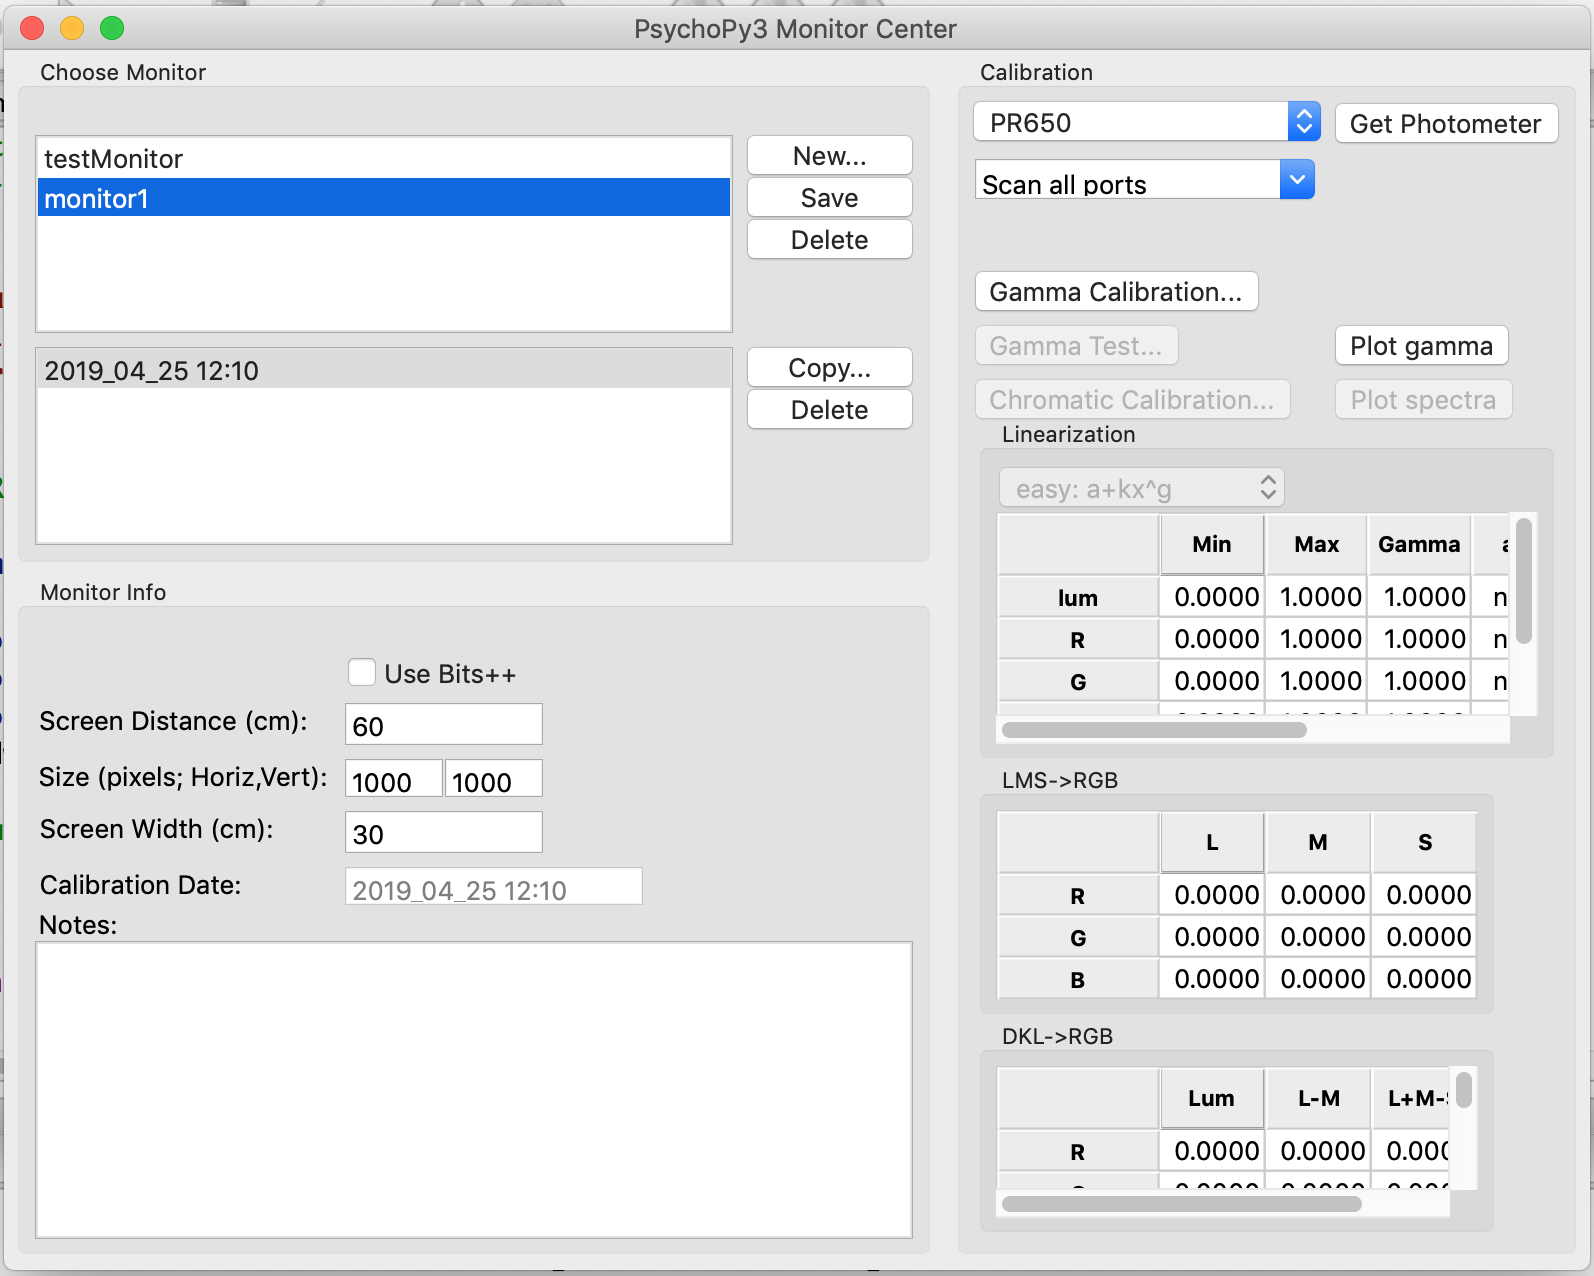 PsychoPy3 Monitor Center
Choose Monitor
testMonitor
monitor1
New...
Save
Delete
2019_04_25 12:10
Copy...
Delete
Monitor Info
Use Bits++
Screen Distance (cm):
60
Size (pixels; Horiz,Vert):
1000 1000
Screen Width (cm):
30
Calibration Date:
2019_04_25 12:10
Notes:
Calibration
PR650
Get Photometer
Scan all ports
Gamma Calibration...
Gamma Test...
Plot gamma
Chromatic Calibration...
Plot spectra
Linearization
easy: a+kx^g
Min Max Gamma
lum 0.0000 1.0000 1.0000 n
R 0.0000 1.0000 1.0000 n
G 0.0000 1.0000 1.0000 n
LMS->RGB
L M S
R 0.0000 0.0000 0.0000
G 0.0000 0.0000 0.0000
B 0.0000 0.0000 0.0000
DKL->RGB
Lum L-M L+M-
R 0.0000 0.0000 0.000